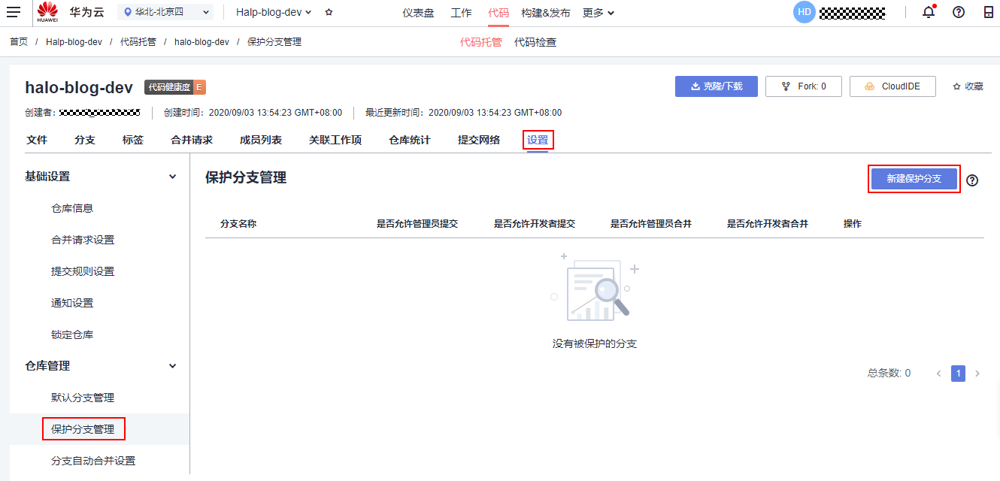 HUAWEI 华为云 华北-北京四 Halp-blog-dev 仪表盘 工作 代码 构建&发布 更多 HD
首页 / Halp-blog-dev / 代码托管 / halo-blog-dev / 保护分支管理 代码托管 代码检查
halo-blog-dev 代码健康度 E 克隆/下载 Fork: 0 CloudIDE 收藏
创建者: 创建时间: 2020/09/03 13:54:23 GMT+08:00 最近更新时间: 2020/09/03 13:54:23 GMT+08:00
文件 分支 标签 合并请求 成员列表 关联工作项 仓库统计 提交网络 设置
基础设置
仓库信息
合并请求设置
提交规则设置
通知设置
锁定仓库
仓库管理
默认分支管理
保护分支管理
分支自动合并设置
保护分支管理 新建保护分支
分支名称 是否允许管理员提交 是否允许开发者提交 是否允许管理员合并 是否允许开发者合并 操作
没有被保护的分支
总条数: 0 < 1 >